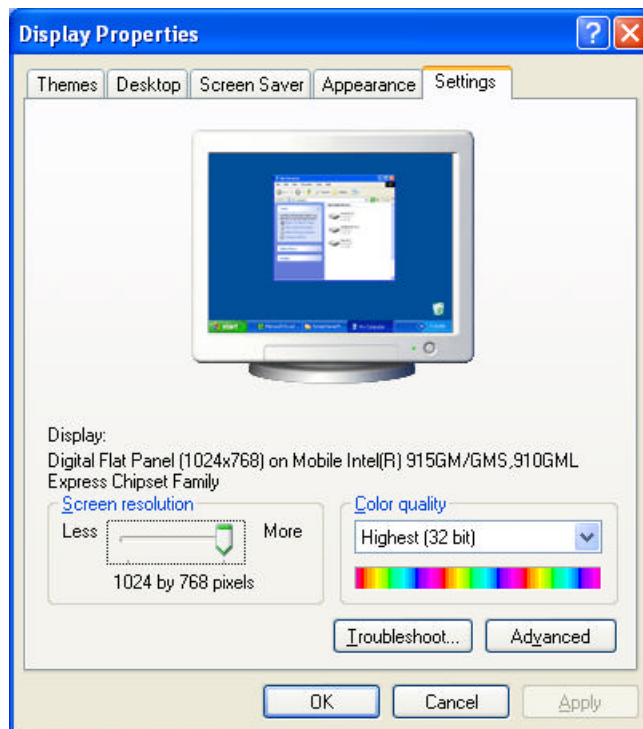 Display Properties
Themes Desktop Screen Saver Appearance Settings
start
Display:
Digital Flat Panel (1024x768) on Mobile Intel(R) 915GM/GMS,910GML
Express Chipset Family
Screen resolution
Less More
1024 by 768 pixels
Color quality
Highest (32 bit)
Troubleshoot... Advanced
OK Cancel Apply